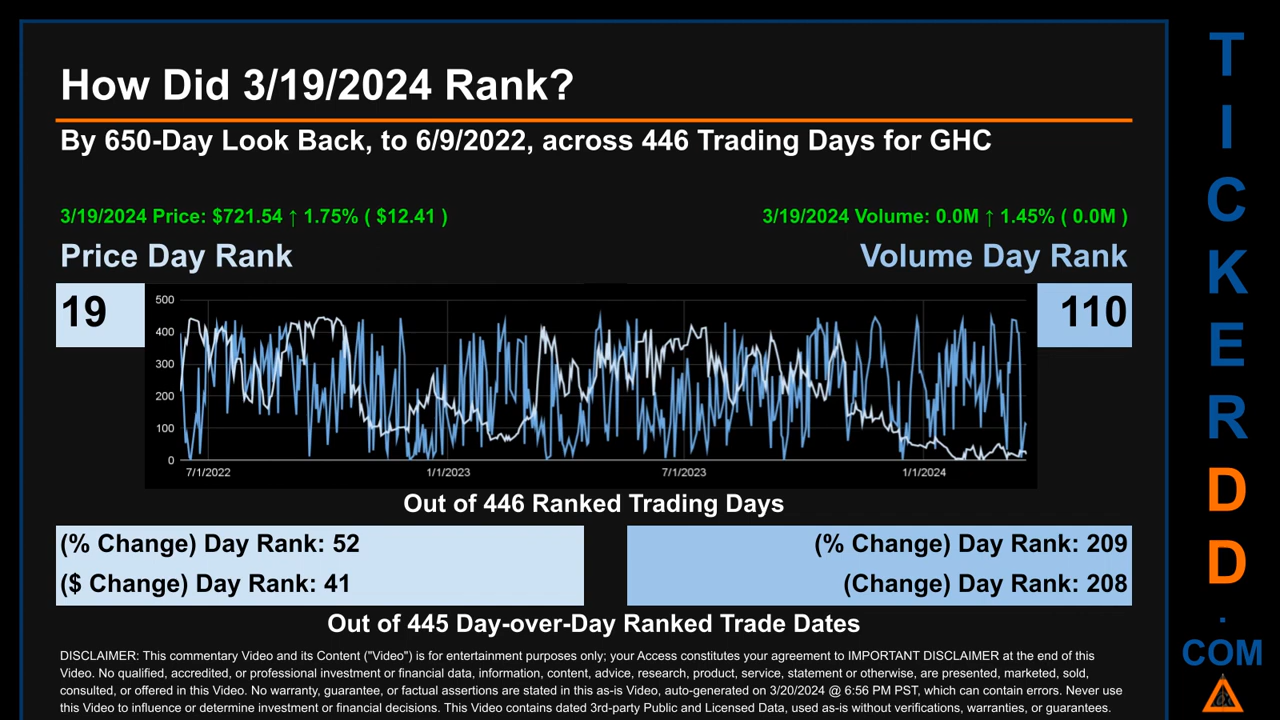 How Did 3/19/2024 Rank?
By 650-Day Look Back, to 6/9/2022, across 446 Trading Days for GHC
3/19/2024 Price: $721.54 ↑ 1.75% ( $12.41 )
3/19/2024 Volume: 0.0M ↑ 1.45% ( 0.0M )
Price Day Rank
Volume Day Rank
19
110
500
400
300
200
100
0
7/1/2022
1/1/2023
7/1/2023
1/1/2024
Out of 446 Ranked Trading Days
(% Change) Day Rank: 52
($ Change) Day Rank: 41
(% Change) Day Rank: 209
(Change) Day Rank: 208
Out of 445 Day-over-Day Ranked Trade Dates
DISCLAIMER: This commentary Video and its Content ("Video") is for entertainment purposes only; your Access constitutes your agreement to IMPORTANT DISCLAIMER at the end of this
Video. No qualified, accredited, or professional investment or financial data, information, content, advice, research, product, service, statement or otherwise, are presented, marketed, sold,
consulted, or offered in this Video. No warranty, guarantee, or factual assertions are stated in this as-is Video, auto-generated on 3/20/2024 @ 6:56 PM PST, which can contain errors. Never use
this Video to influence or determine investment or financial decisions. This Video contains dated 3rd-party Public and Licensed Data, used as-is without verifications, warranties, or guarantees.
T
I
C
K
E
R
D
D
.
COM